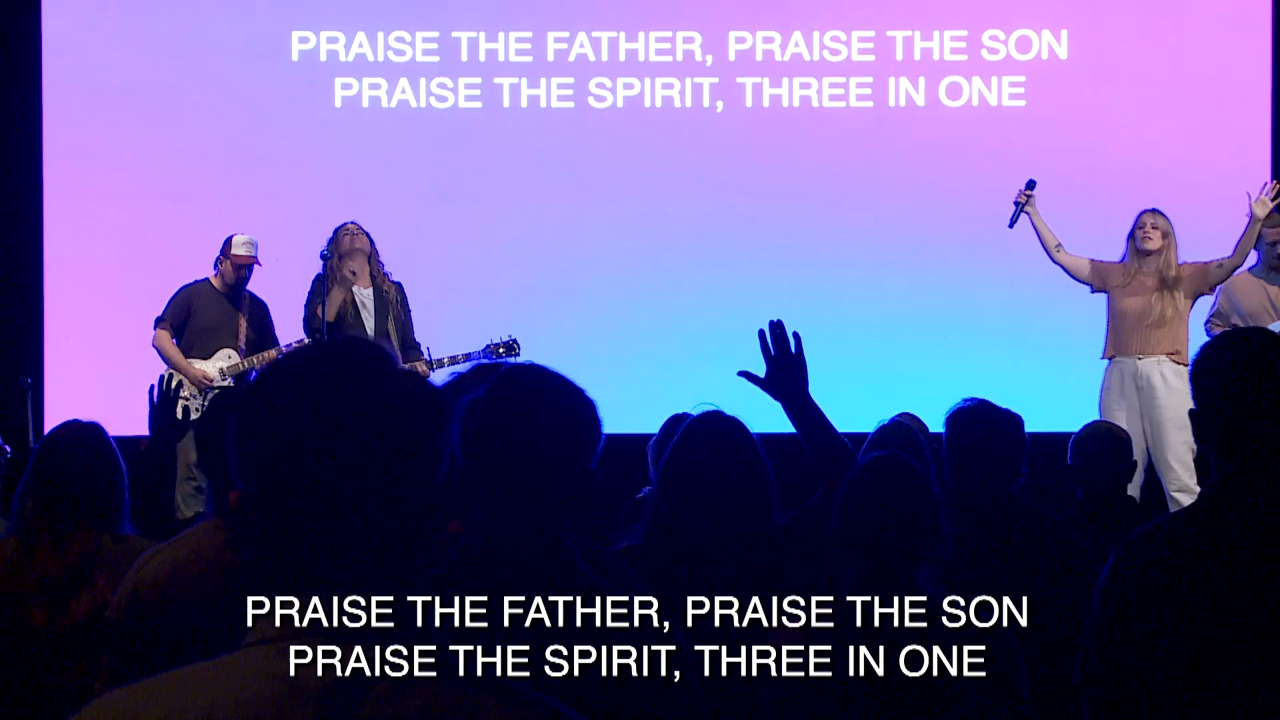 PRAISE THE FATHER, PRAISE THE SON
PRAISE THE SPIRIT, THREE IN ONE
PRAISE THE FATHER, PRAISE THE SON
PRAISE THE SPIRIT, THREE IN ONE